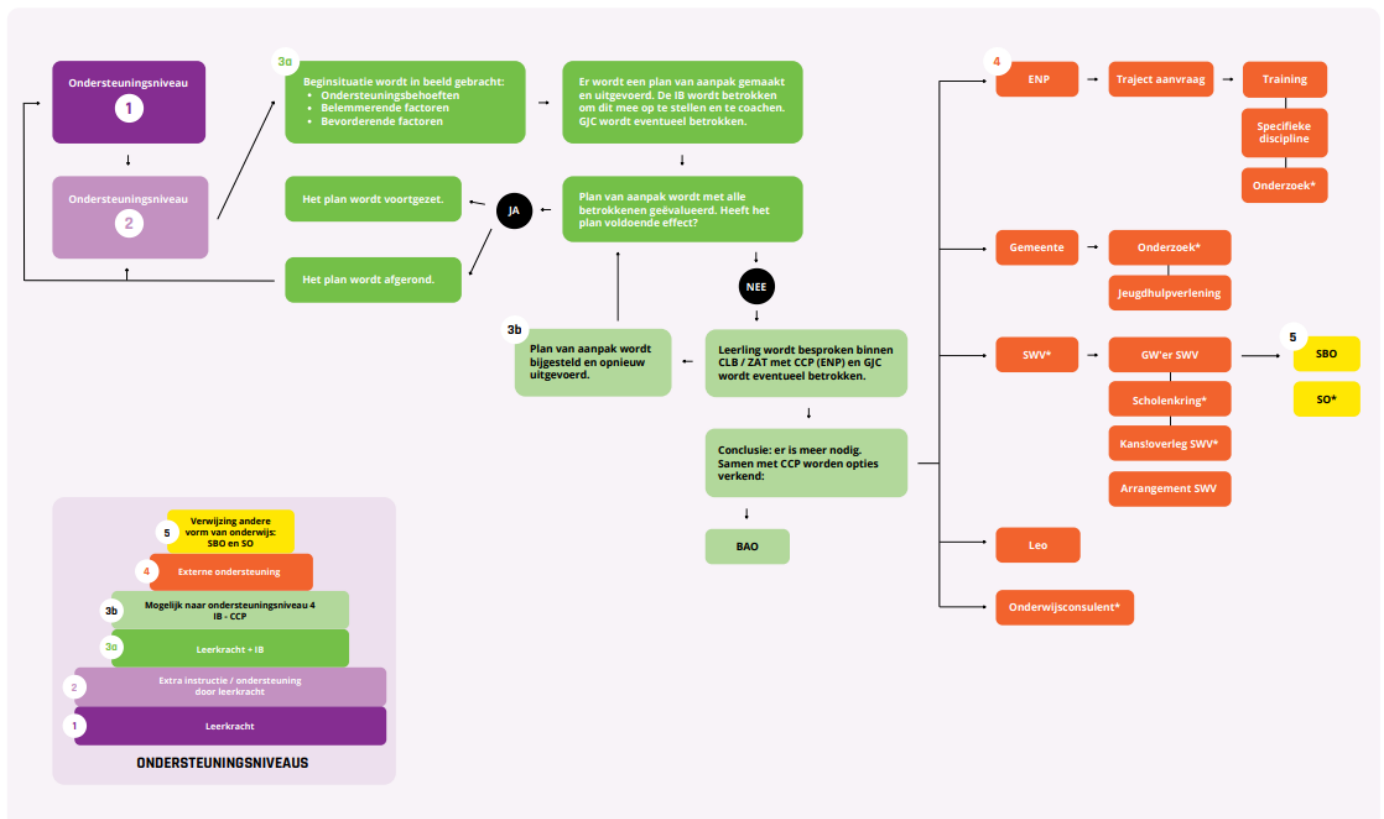 Ondersteuningsniveau
1
Ondersteuningsniveau
2
3a
Beginsituatie wordt in beeld gebracht:
• Ondersteuningsbehoeften
• Belemmerende factoren
• Bevorderende factoren
Er wordt een plan van aanpak gemaakt
en uitgevoerd. De IB wordt betrokken
om dit mee op te stellen en te coachen.
GJC wordt eventueel betrokken.
Het plan wordt voortgezet.
JA
Plan van aanpak wordt met alle
betrokkenen geëvalueerd. Heeft het
plan voldoende effect?
Het plan wordt afgerond.
NEE
3b
Plan van aanpak wordt
bijgesteld en opnieuw
uitgevoerd.
Leerling wordt besproken binnen
CLB / ZAT met CCP (ENP) en GJC
wordt eventueel betrokken.
Conclusie: er is meer nodig.
Samen met CCP worden opties
verkend:
BAO
4
ENP
Traject aanvraag
Training
Specifieke
discipline
Onderzoek*
Gemeente
Onderzoek*
Jeugdhulpverlening
SWV*
GW'er SWV
Scholenkring*
Kans!overleg SWV*
Arrangement SWV
5
SBO
SO*
Leo
Onderwijsconsulent*
5
Verwijzing andere
vorm van onderwijs:
SBO en SO
4
Externe ondersteuning
3b
Mogelijk naar ondersteuningsniveau 4
IB - CCP
3a
Leerkracht + IB
2
Extra instructie / ondersteuning
door leerkracht
1
Leerkracht
ONDERSTEUNINGSNIVEAUS